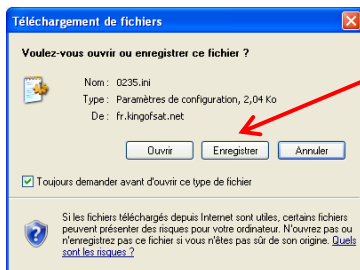 Téléchargement de fichiers
Voulez-vous ouvrir ou enregistrer ce fichier ?
Nom : 0235.ini
Type : Paramètres de configuration, 2,04 Ko
De : fr.kingofsat.net
Ouvrir Enregistrer Annuler
Toujours demander avant d'ouvrir ce type de fichier
Si les fichiers téléchargés depuis Internet sont utiles, certains fichiers
peuvent présenter des risques pour votre ordinateur. N'ouvrez pas ou
n'enregistrez pas ce fichier si vous n'êtes pas sûr de son origine. Quels
sont les risques ?